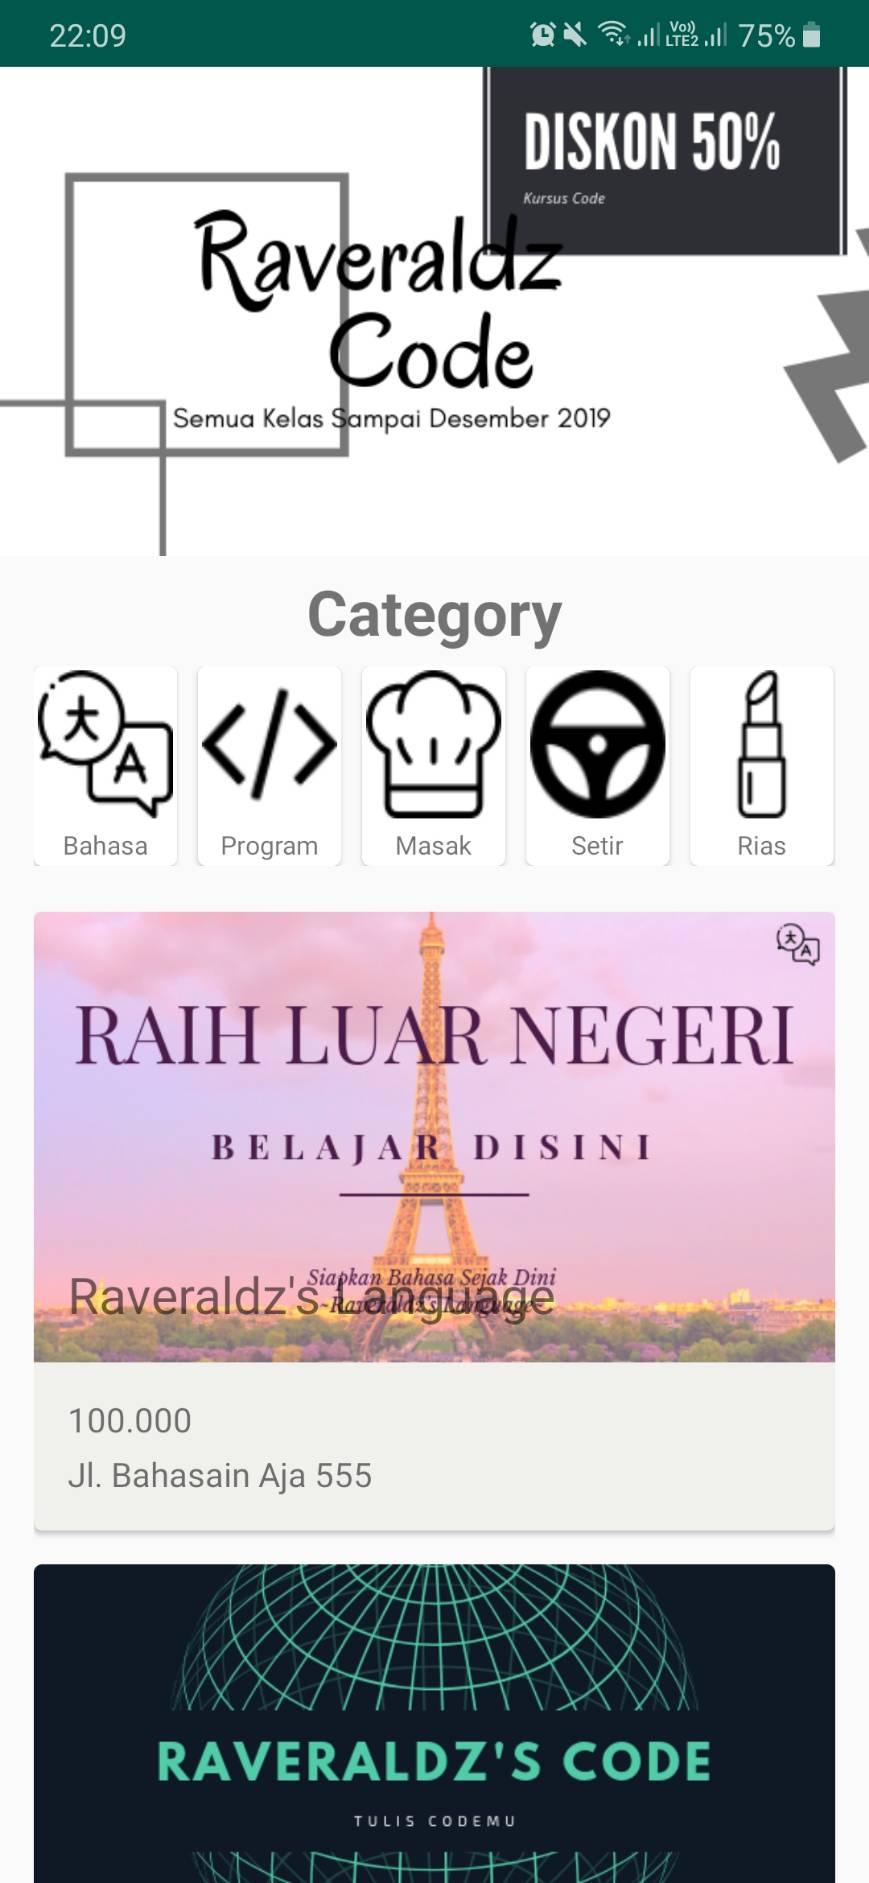 22:09
Vo))
LTE2
75%
DISKON 50%
Kursus Code
Raveraldz
Code
Semua Kelas Sampai Desember 2019
Category
大
A
Bahasa
Program
Masak
Setir
Rias
大
A
RAIH LUAR NEGERI
BELAJAR DISINI
Siapkan Bahasa Sejak Dini
-Raveraldz's Language-
Raveraldz's Language
100.000
Jl. Bahasain Aja 555
RAVERALDZ'S CODE
TULIS CODEMU